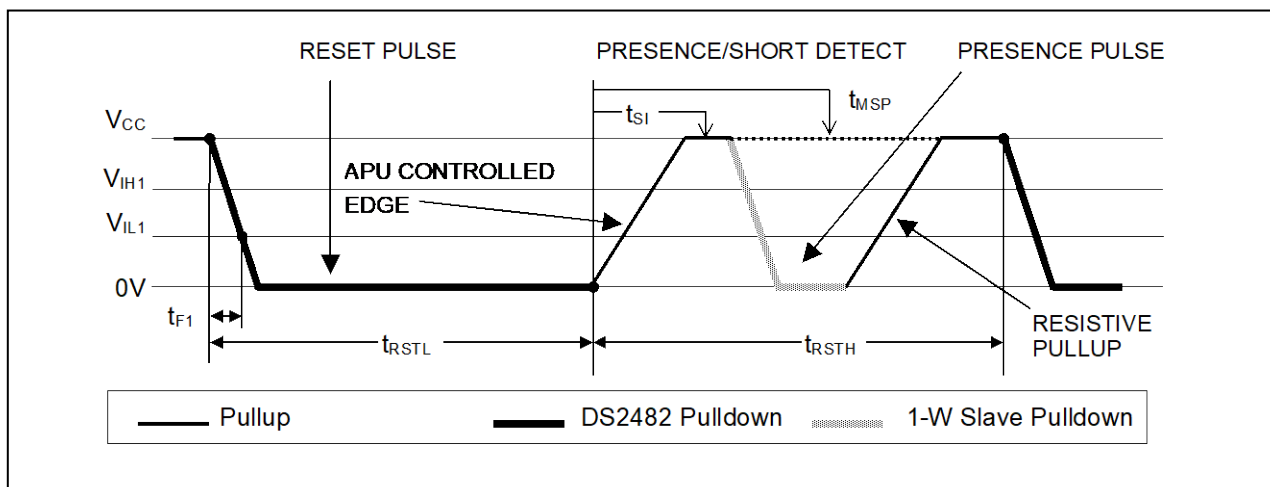 RESET PULSE
PRESENCE/SHORT DETECT
PRESENCE PULSE
tMSP
tSI
VCC
APU CONTROLLED
EDGE
VIH1
VIL1
0V
tF1
tRSTL
tRSTH
RESISTIVE
PULLUP
Pullup
DS2482 Pulldown
1-W Slave Pulldown